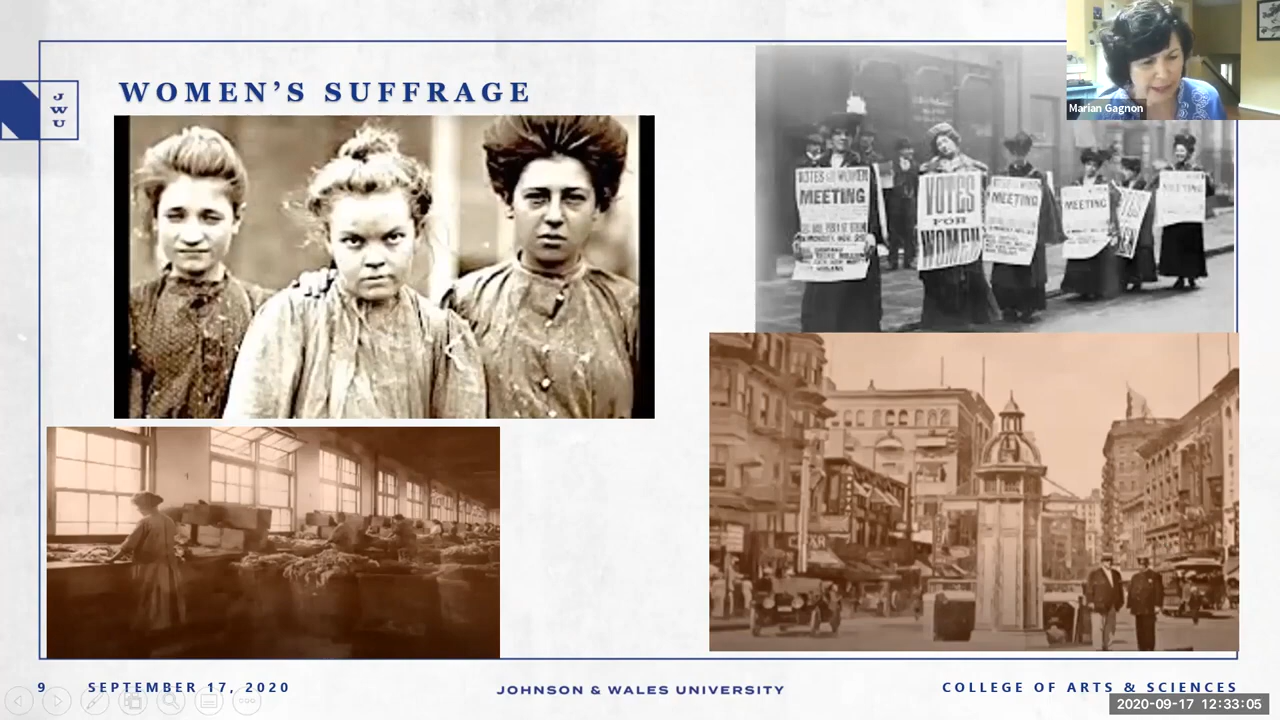 WOMEN'S SUFFRAGE
J
W
U
Marian Gagnon
VOTES FOR WOMEN
MEETING
VOTES
FOR
WOMEN
MEETING
MEETING
MEETING
9 SEPTEMBER 17, 2020
JOHNSON & WALES UNIVERSITY
COLLEGE OF ARTS & SCIENCES
2020-09-17 12:33:05